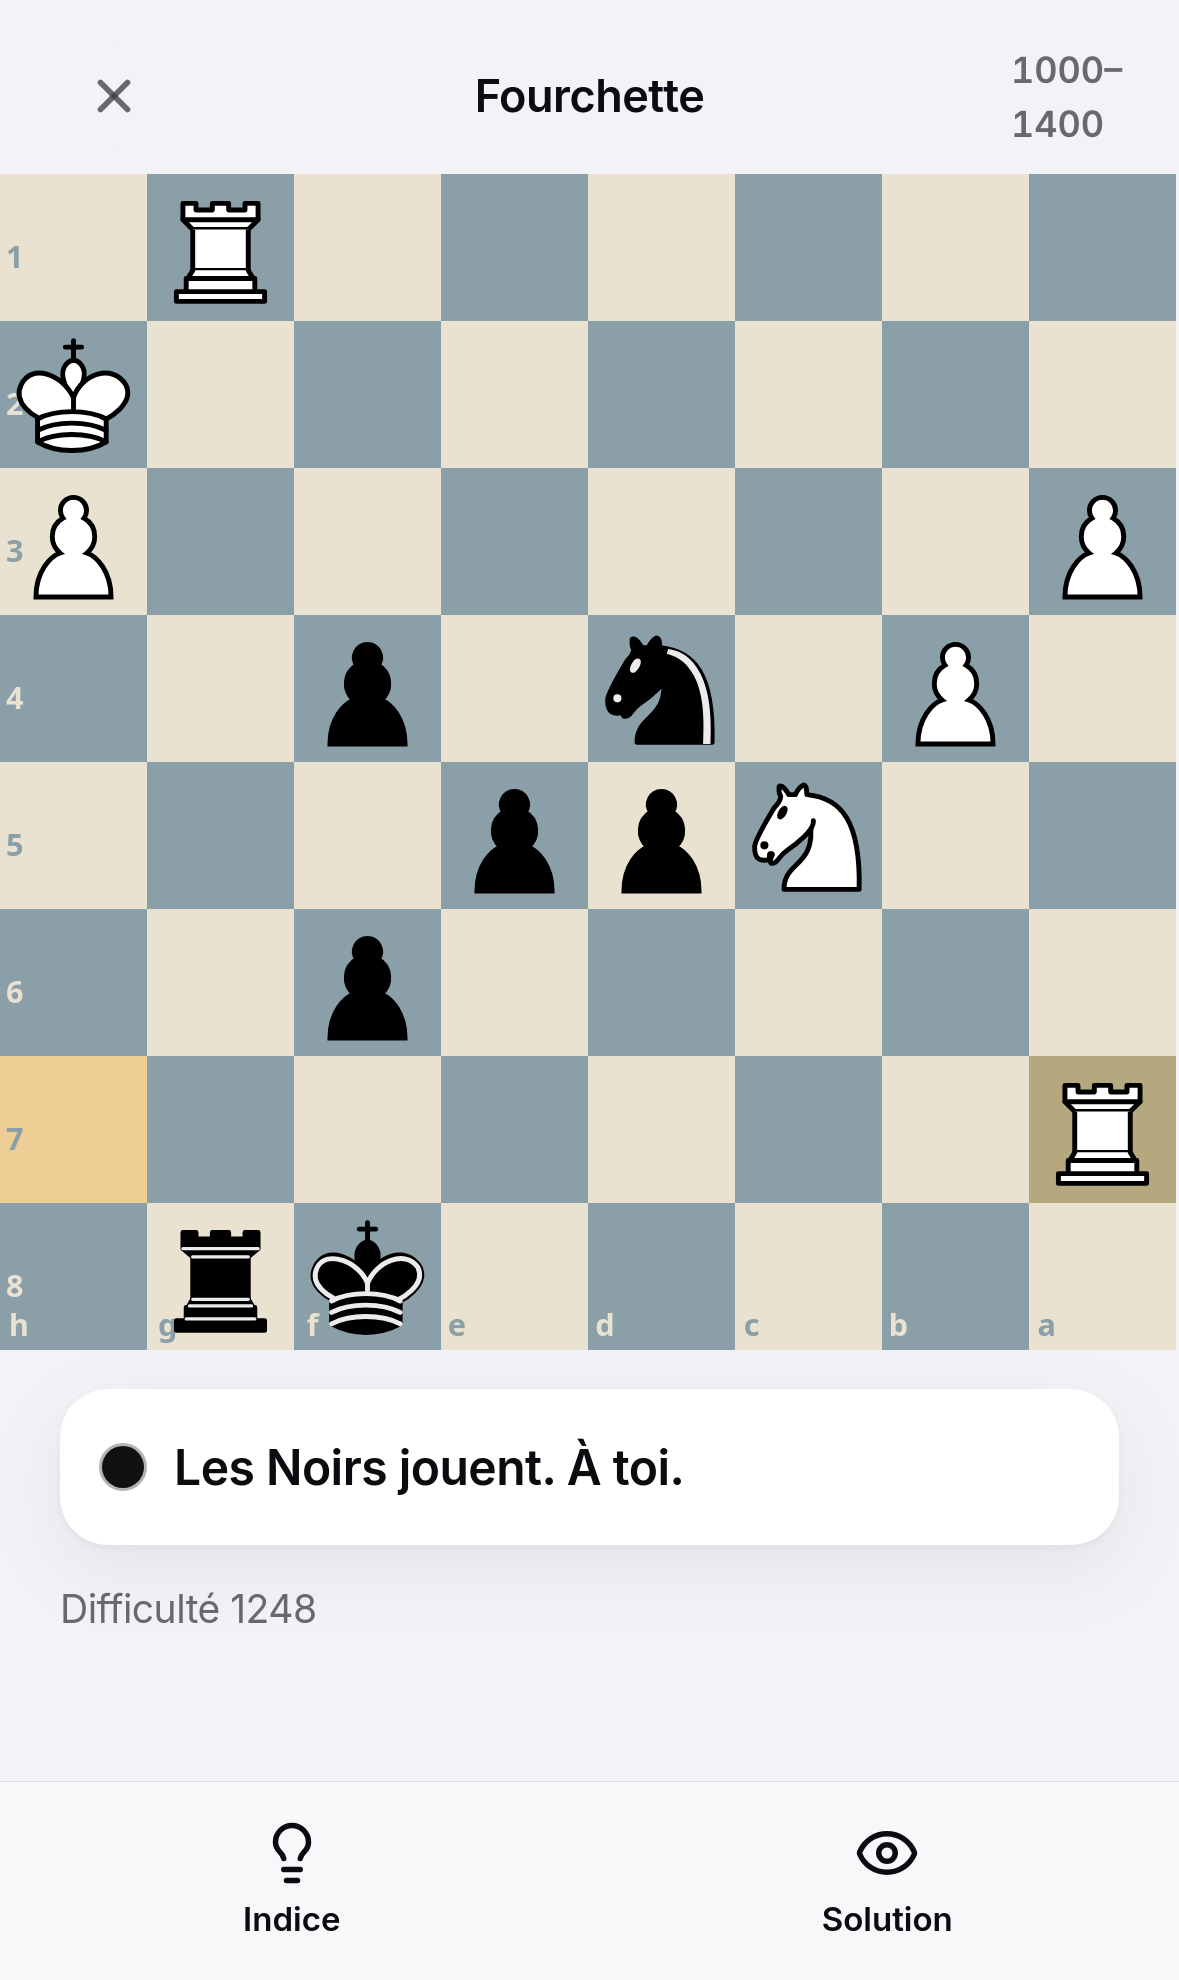 Fourchette
1000–
1400
1
2
3
4
5
6
7
8
h g f e d c b a
Les Noirs jouent. À toi.
Difficulté 1248
Indice
Solution